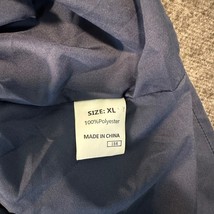 SIZE: XL
100%Polyester
MADE IN CHINA